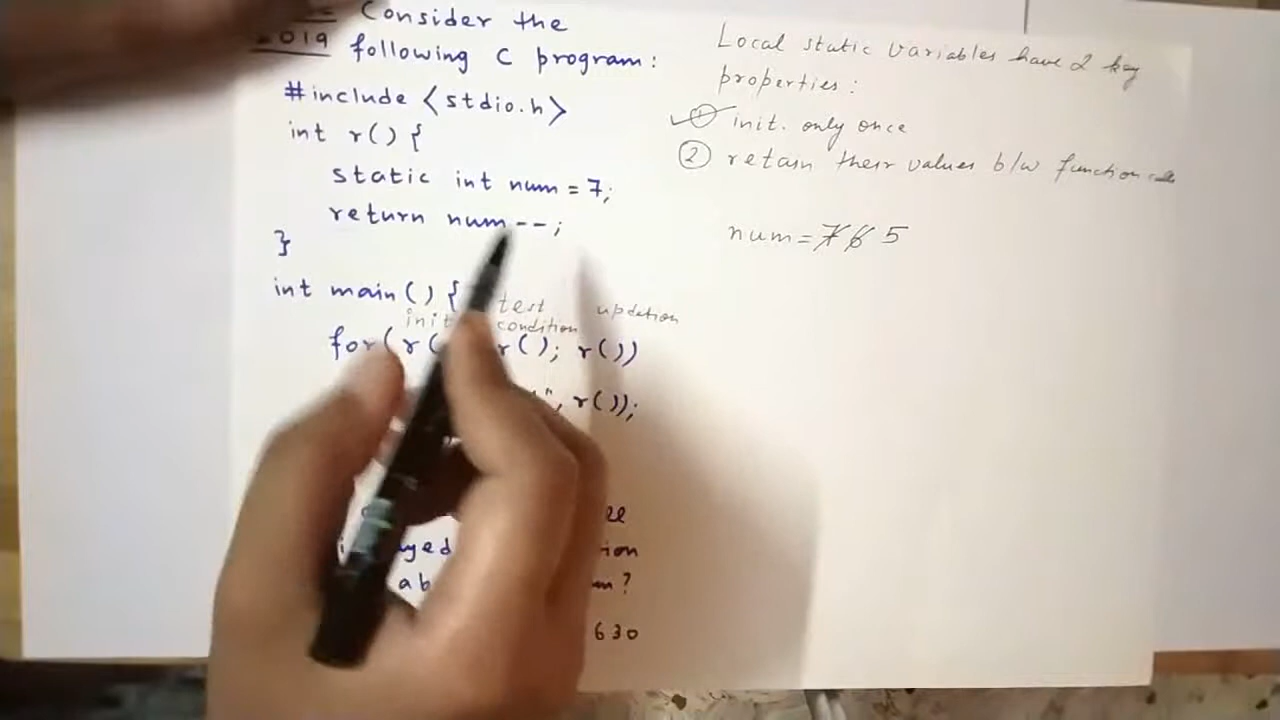 Consider the
2019 following C program:
#include <stdio.h>
int r() {
static int num = 7;
return num--;
}
int main() {
test updation
init condition
for( r( r(); r())
", r());
630
Local static variables have 2 key
properties:
① init. only once
② retain their values b/w function
num = 7 6 5